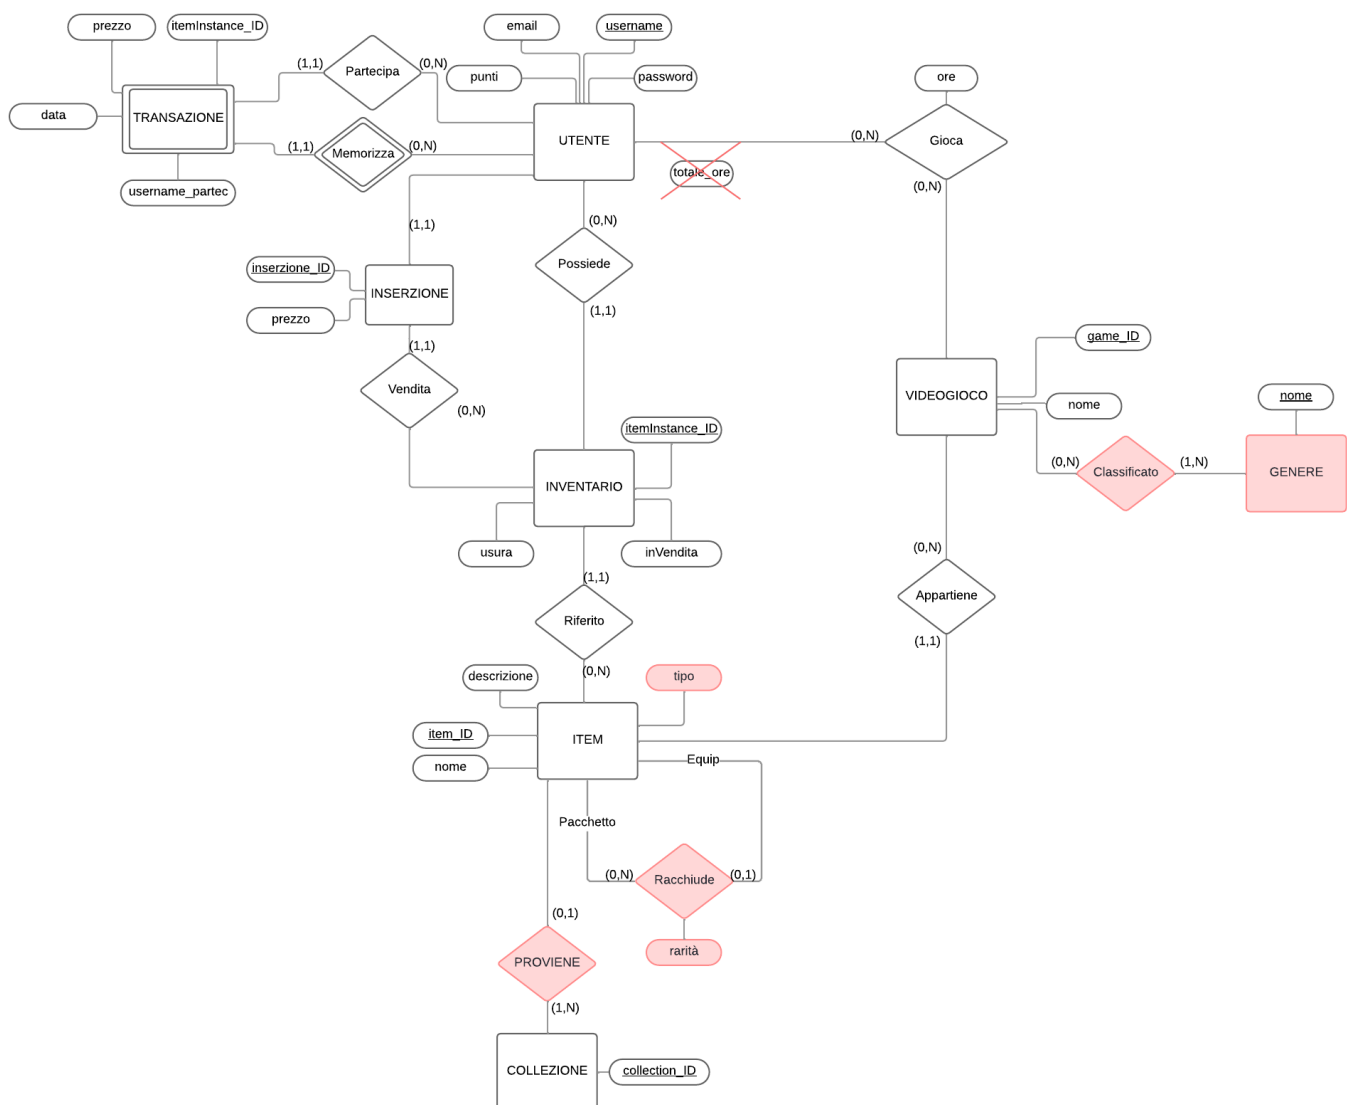 prezzo
itemInstance_ID
email
username
(1,1)
Partecipa
(0,N)
punti
password
ore
data
TRANSAZIONE
UTENTE
(0,N)
Gioca
(1,1)
Memorizza
(0,N)
totale_ore
(0,N)
username_partec
(1,1)
(0,N)
inserzione_ID
Possiede
INSERZIONE
prezzo
(1,1)
game_ID
(1,1)
Vendita
(0,N)
VIDEOGIOCO
nome
nome
itemInstance_ID
(0,N)
Classificato
(1,N)
GENERE
INVENTARIO
usura
inVendita
(0,N)
(1,1)
Appartiene
Riferito
(1,1)
(0,N)
descrizione
tipo
item_ID
ITEM
nome
Equip
Pacchetto
(0,N)
Racchiude
(0,1)
(0,1)
rarità
PROVIENE
(1,N)
COLLEZIONE
collection_ID